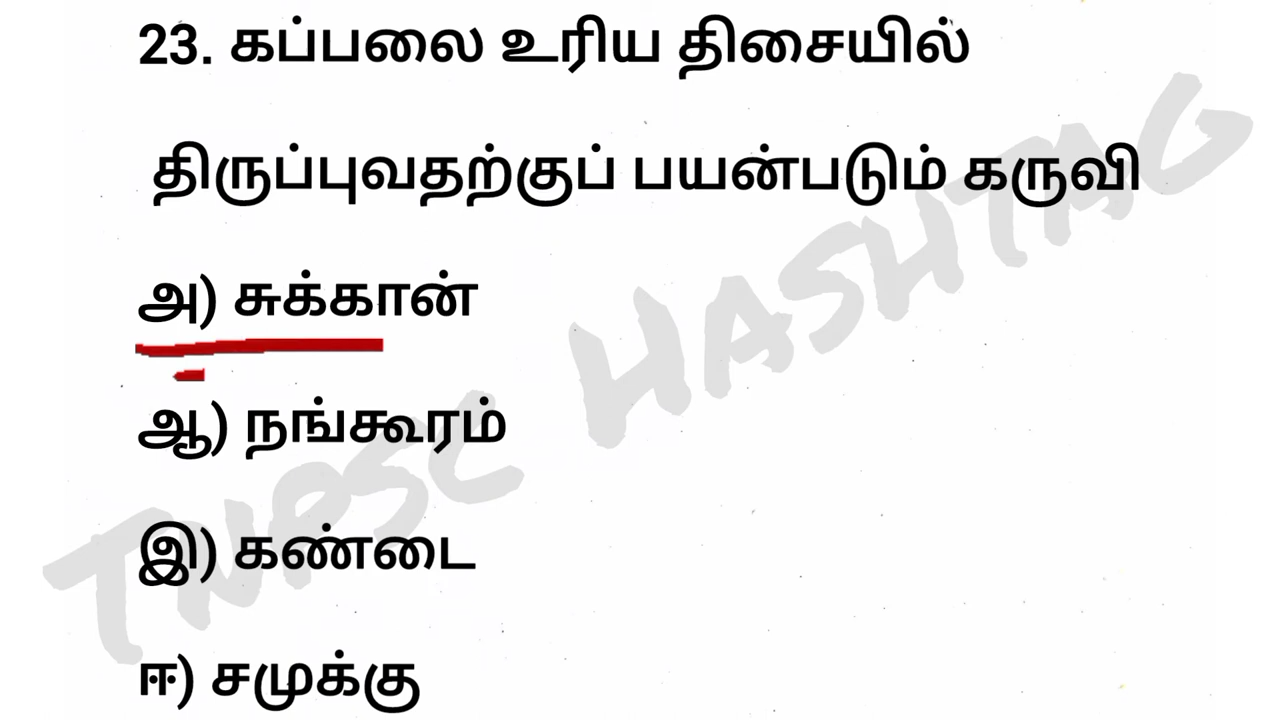 23. கப்பலை உரிய திசையில்
திருப்புவதற்குப் பயன்படும் கருவி
அ) சுக்கான்
ஆ) நங்கூரம்
இ) கண்டை
ஈ) சமுக்கு
TNPSC HASHTAG